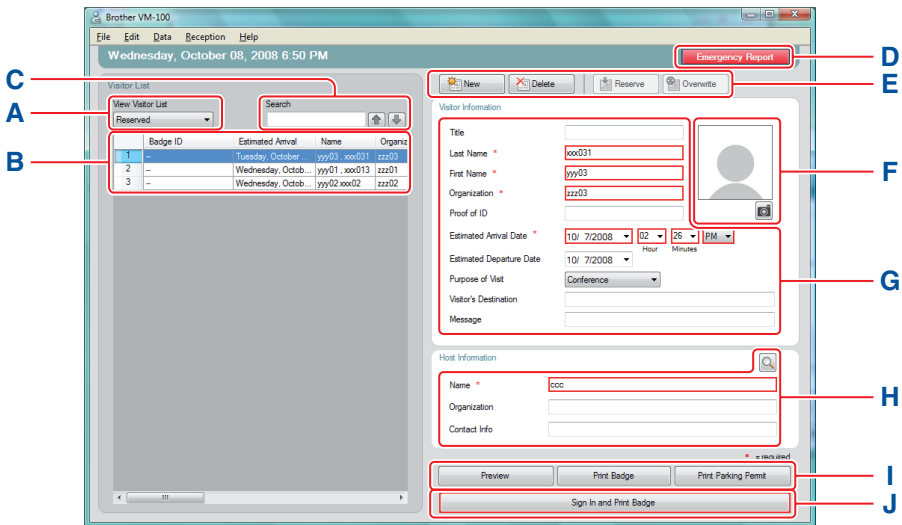 Brother VM-100
File Edit Data Reception Help
Wednesday, October 08, 2008 6:50 PM
Emergency Report
D
C
Visitor List
New Delete Reserve Overwrite
E
A
View Visitor List Search
Reserved
Visitor Information
B
Badge ID Estimated Arrival Name Organiz
1 -- Tuesday, October ... yyy03 , xxx031 zzz03
2 -- Wednesday, Octob... yyy01 , xxx013 zzz01
3 -- Wednesday, Octob... yyy02 xxx02 zzz02
Title
Last Name * xxx031
First Name * yyy03
F
Organization * zzz03
Proof of ID
Estimated Arrival Date * 10/ 7/2008 02 26 PM
Hour Minutes
Estimated Departure Date 10/ 7/2008
Purpose of Visit Conference
G
Visitor's Destination
Message
Host Information
Name * ccc
H
Organization
Contact Info
* = required
Preview Print Badge Print Parking Permit
I
Sign In and Print Badge
J